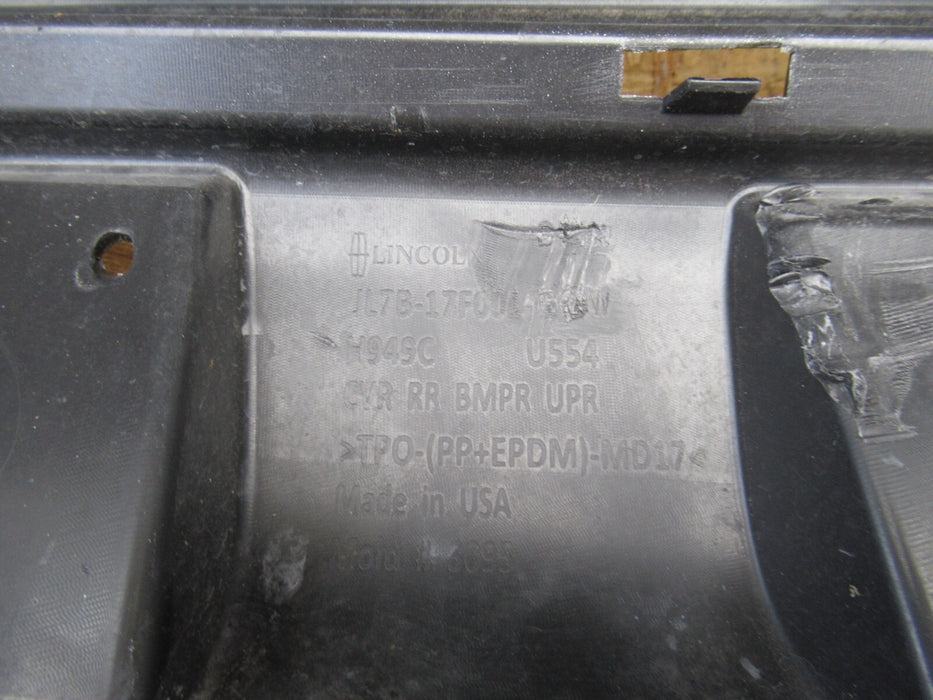 LINCOLN
JL7B-17F001-
H949C U554
CVR RR BMPR UPR
>TPO-(PP+EPDM)-MD17<
Made in USA